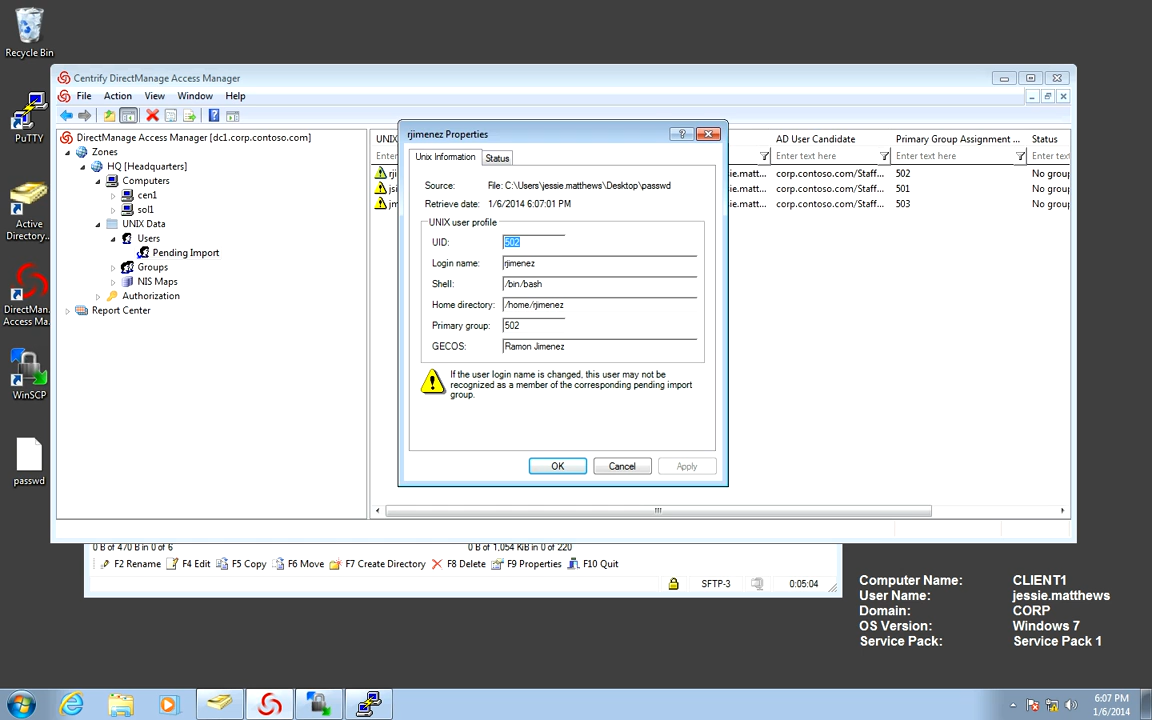 Recycle Bin
PuTTY
Active
Directory...
DirectMan...
Access Ma...
WinSCP
passwd
Centrify DirectManage Access Manager
File Action View Window Help
DirectManage Access Manager [dc1.corp.contoso.com]
Zones
HQ [Headquarters]
Computers
cen1
sol1
UNIX Data
Users
Pending Import
Groups
NIS Maps
Authorization
Report Center
UNIX
AD User Candidate
Primary Group Assignment ...
Status
Enter text here
Enter text here
Enter text
ie.matt... corp.contoso.com/Staff... 502 No group
ie.matt... corp.contoso.com/Staff... 501 No group
ie.matt... corp.contoso.com/Staff... 503 No group
rjimenez Properties
Unix Information Status
Source: File: C:\Users\jessie.matthews\Desktop\passwd
Retrieve date: 1/6/2014 6:07:01 PM
UNIX user profile
UID: 502
Login name: rjimenez
Shell: /bin/bash
Home directory: /home/rjimenez
Primary group: 502
GECOS: Ramon Jimenez
If the user login name is changed, this user may not be
recognized as a member of the corresponding pending import
group.
OK Cancel Apply
0 B of 470 B in 0 of 6
0 B of 1,054 KiB in 0 of 220
F2 Rename F4 Edit F5 Copy F6 Move F7 Create Directory F8 Delete F9 Properties F10 Quit
SFTP-3 0:05:04
Computer Name: CLIENT1
User Name: jessie.matthews
Domain: CORP
OS Version: Windows 7
Service Pack: Service Pack 1
6:07 PM
1/6/2014